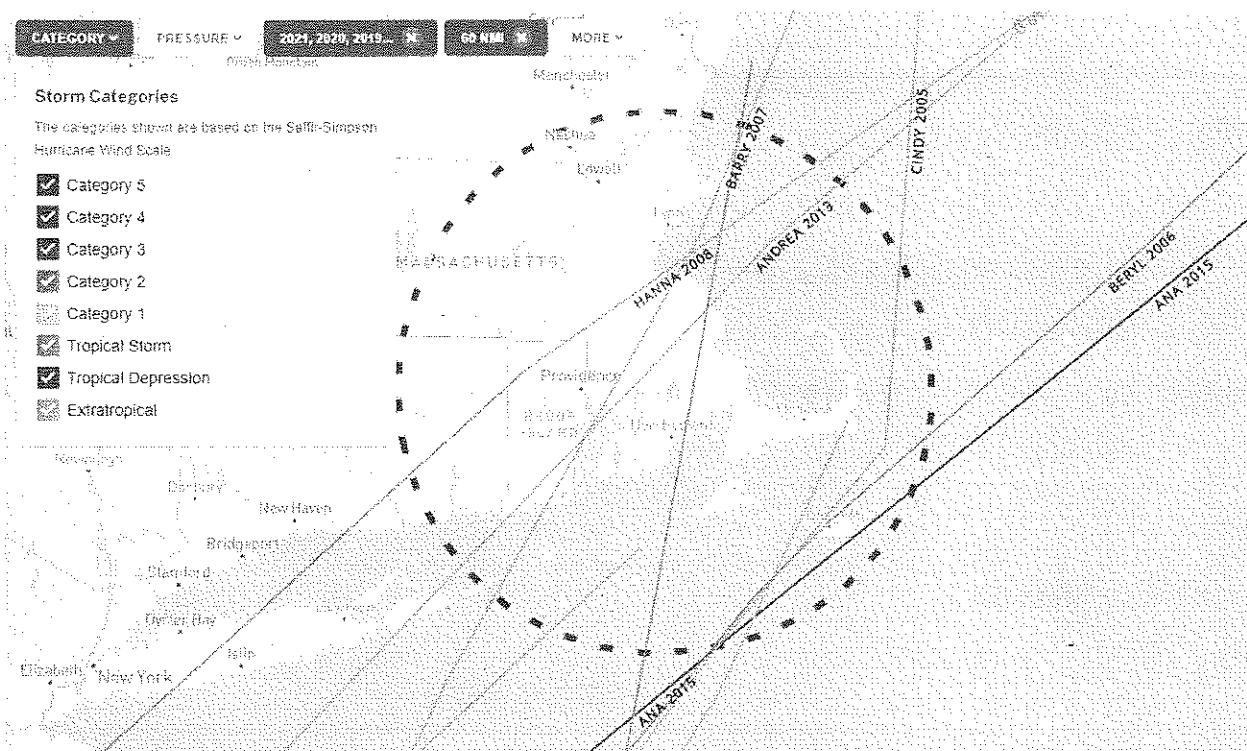 CATEGORY
PRESSURE
2021, 2020, 2019...
60 NMI
MORE
Manchester
Storm Categories
The categories shown are based on the Saffir-Simpson
Hurricane Wind Scale
Category 5
Category 4
Category 3
Category 2
Category 1
Tropical Storm
Tropical Depression
Extratropical
Nashua
Lowell
BARRY 2007
CINDY 2005
MASSACHUSETTS
HANNA 2008
ANDREA 2013
BERYL 2006
ANA 2015
Providence
Danbury
New Haven
Bridgeport
Stamford
Oyster Bay
Islip
Elizabeth
New York
ANA 2015